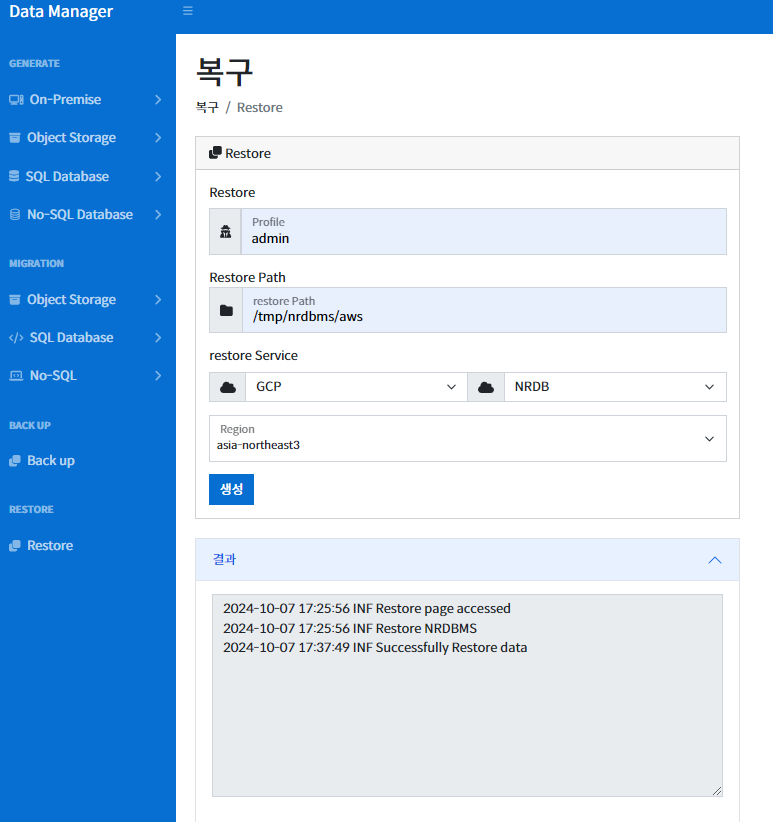 Data Manager
GENERATE
On-Premise
Object Storage
SQL Database
No-SQL Database
MIGRATION
Object Storage
SQL Database
No-SQL
BACK UP
Back up
RESTORE
Restore
복구
복구 / Restore
Restore
Restore
Profile
admin
Restore Path
restore Path
/tmp/nrdbms/aws
restore Service
GCP NRDB
Region
asia-northeast3
생성
결과
2024-10-07 17:25:56 INF Restore page accessed
2024-10-07 17:25:56 INF Restore NRDBMS
2024-10-07 17:37:49 INF Successfully Restore data